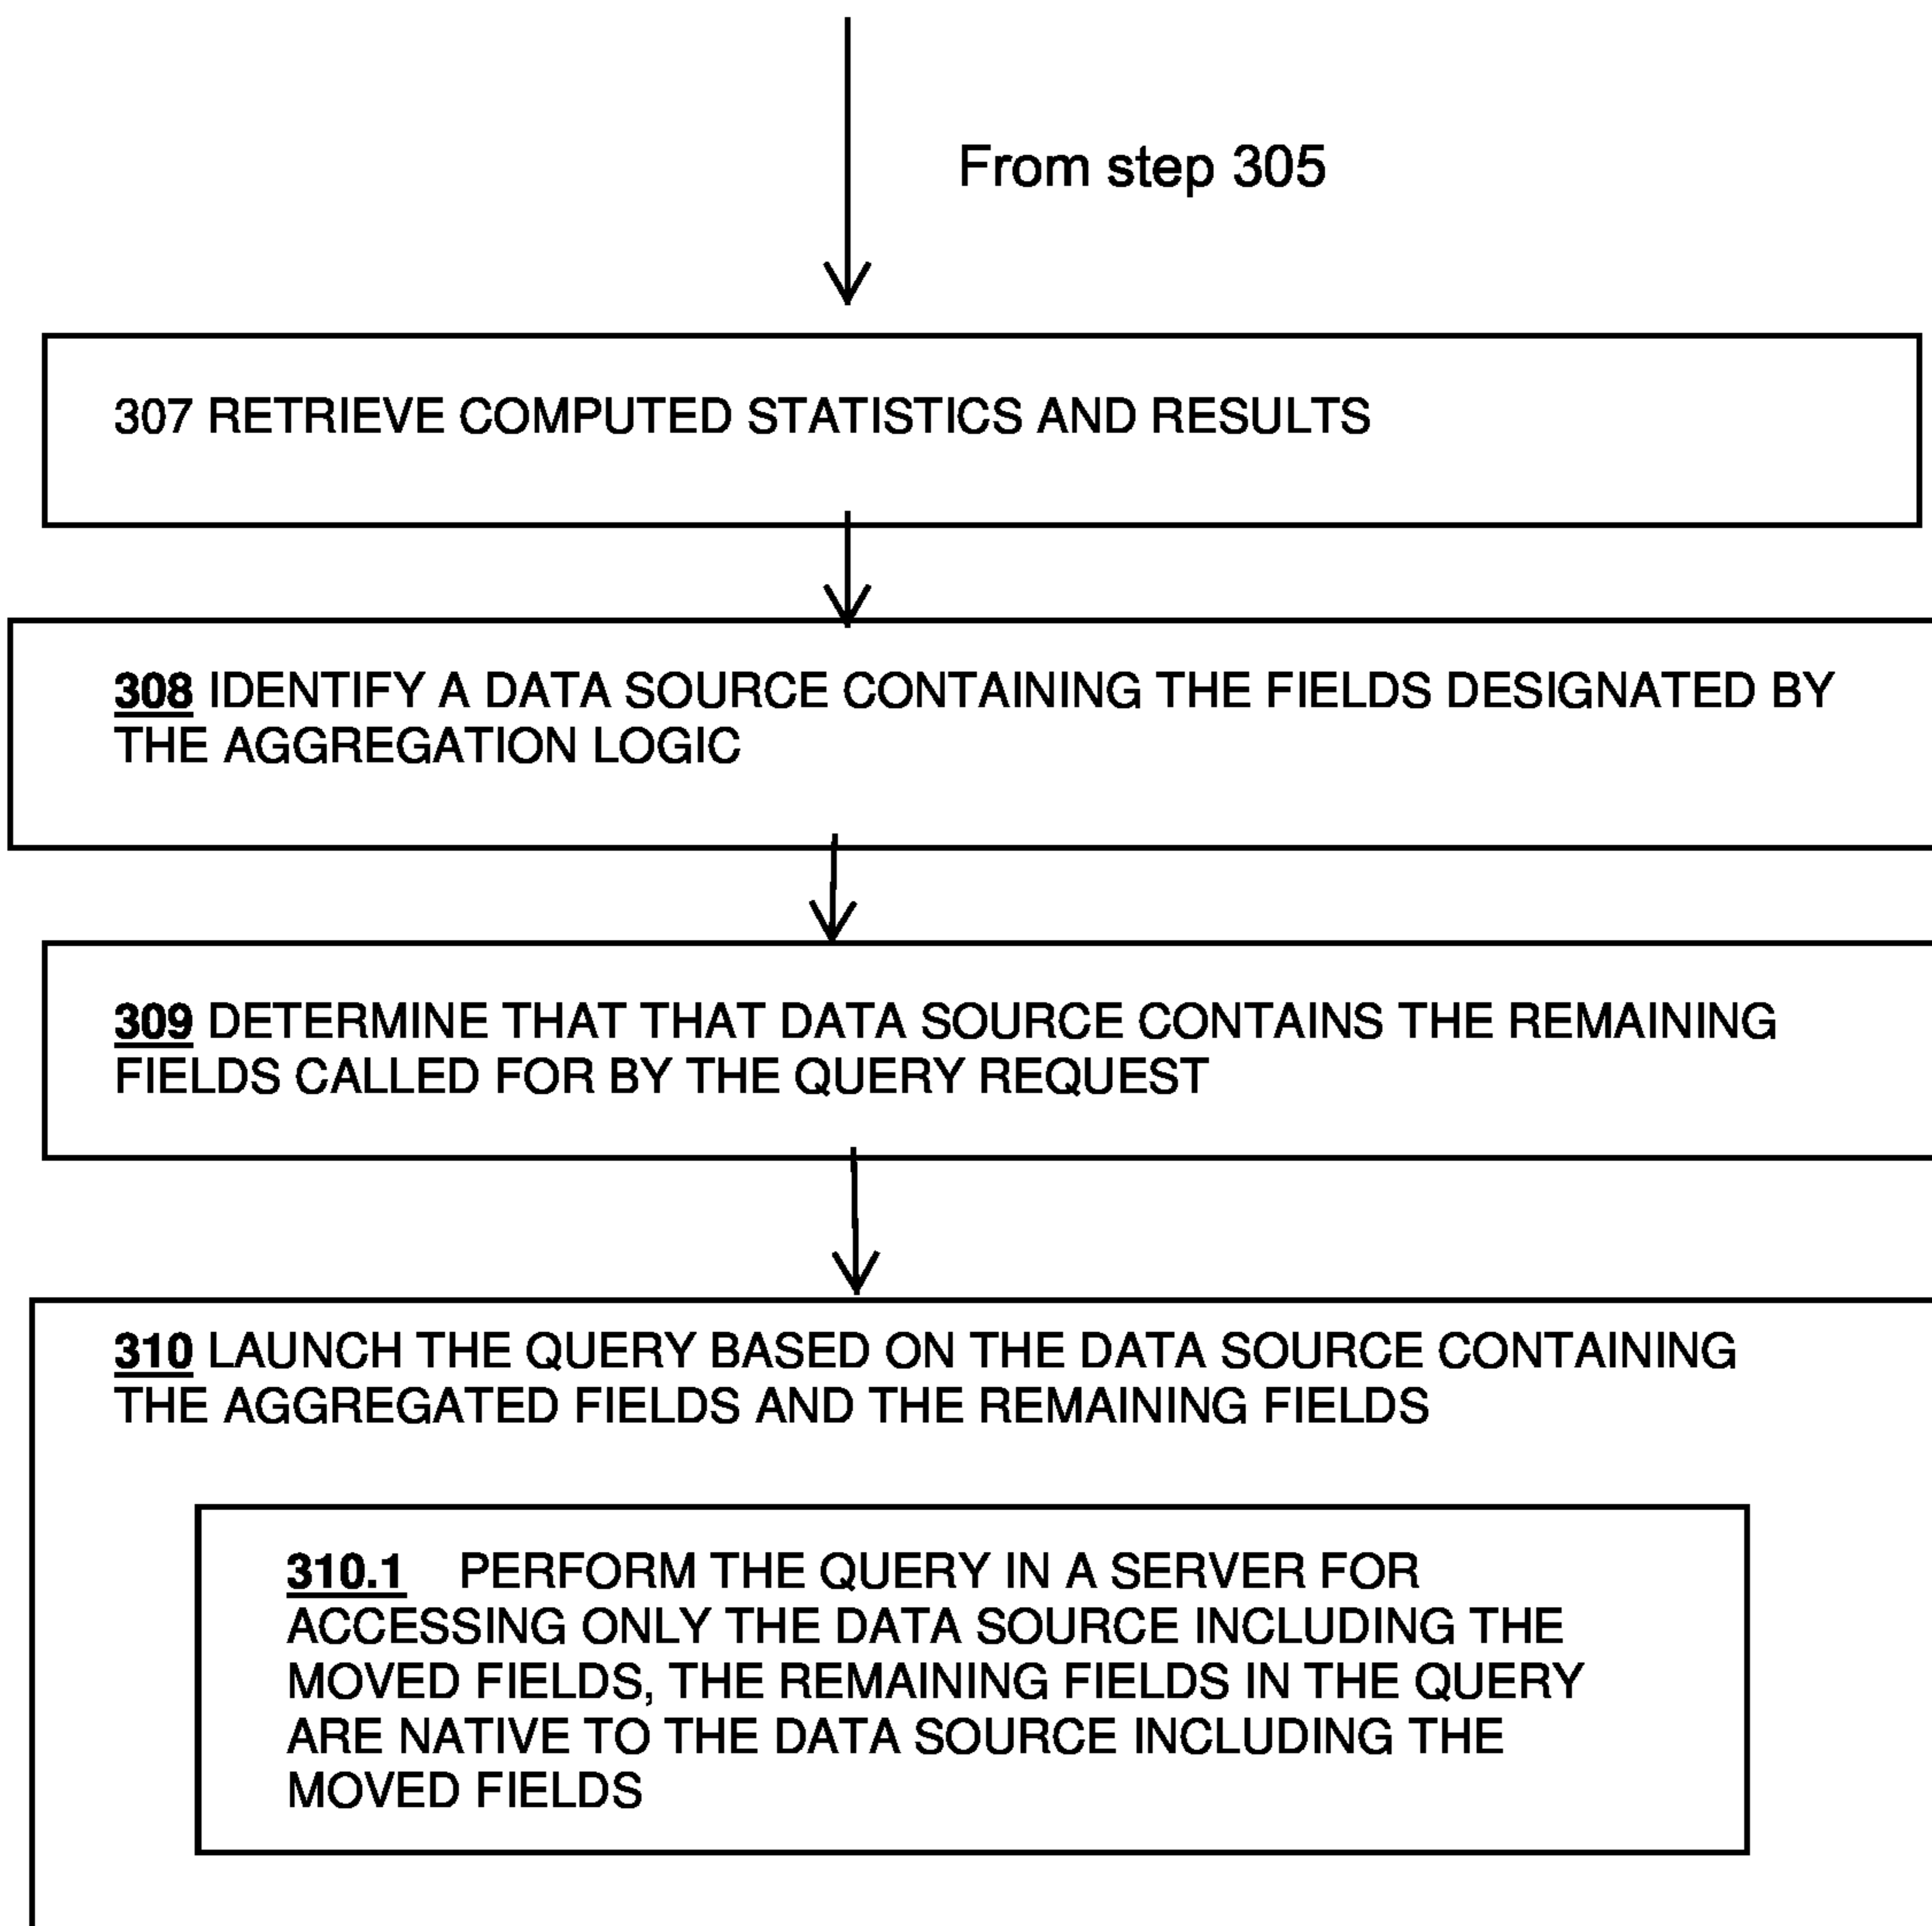 From step 305
307 RETRIEVE COMPUTED STATISTICS AND RESULTS
308 IDENTIFY A DATA SOURCE CONTAINING THE FIELDS DESIGNATED BY
THE AGGREGATION LOGIC
309 DETERMINE THAT THAT DATA SOURCE CONTAINS THE REMAINING
FIELDS CALLED FOR BY THE QUERY REQUEST
310 LAUNCH THE QUERY BASED ON THE DATA SOURCE CONTAINING
THE AGGREGATED FIELDS AND THE REMAINING FIELDS
310.1 PERFORM THE QUERY IN A SERVER FOR
ACCESSING ONLY THE DATA SOURCE INCLUDING THE
MOVED FIELDS, THE REMAINING FIELDS IN THE QUERY
ARE NATIVE TO THE DATA SOURCE INCLUDING THE
MOVED FIELDS